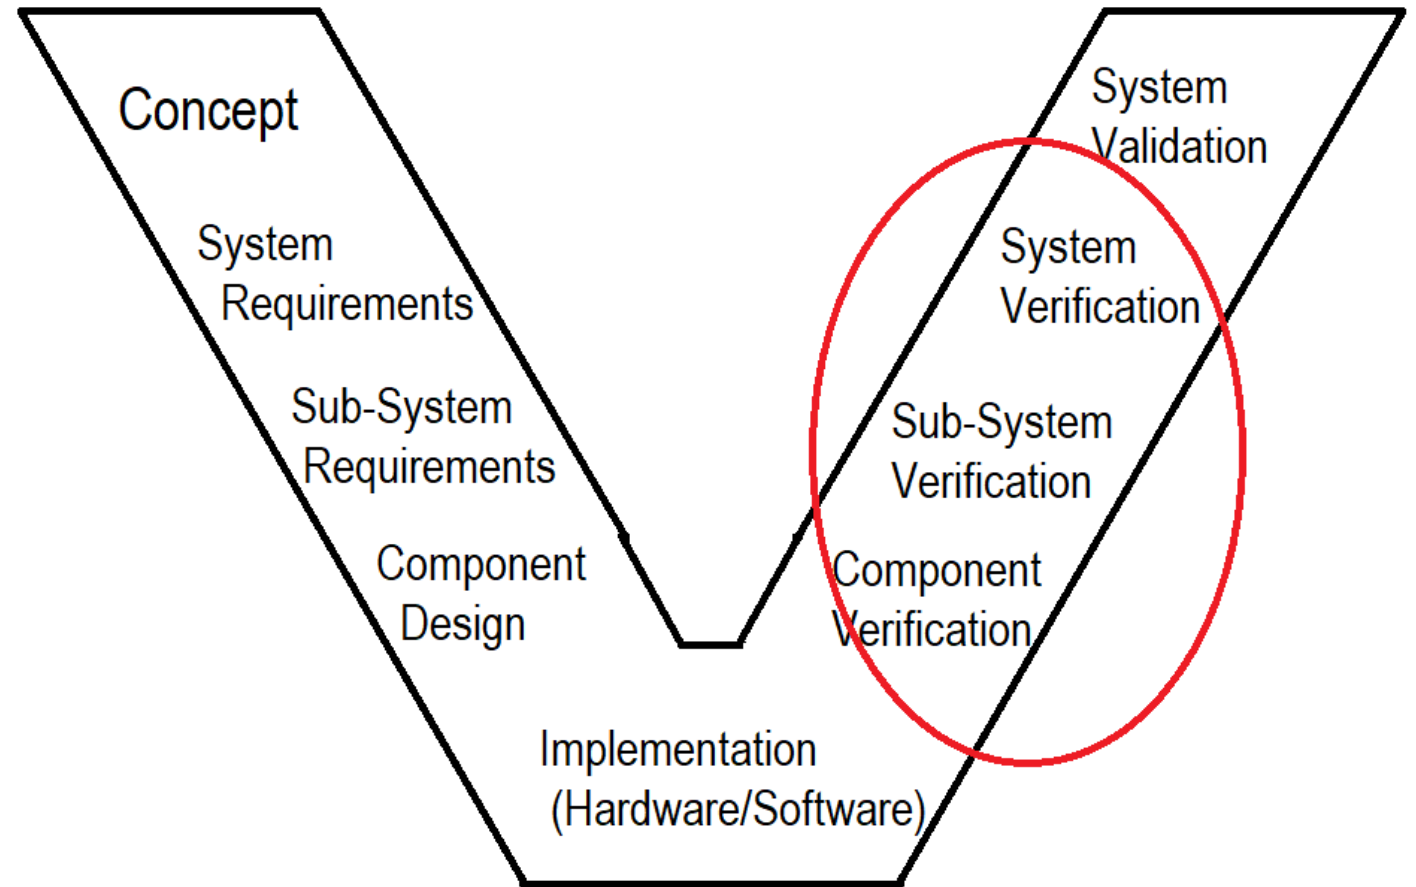 Concept
System
Requirements
Sub-System
Requirements
Component
Design
Implementation
(Hardware/Software)
Component
Verification
Sub-System
Verification
System
Verification
System
Validation